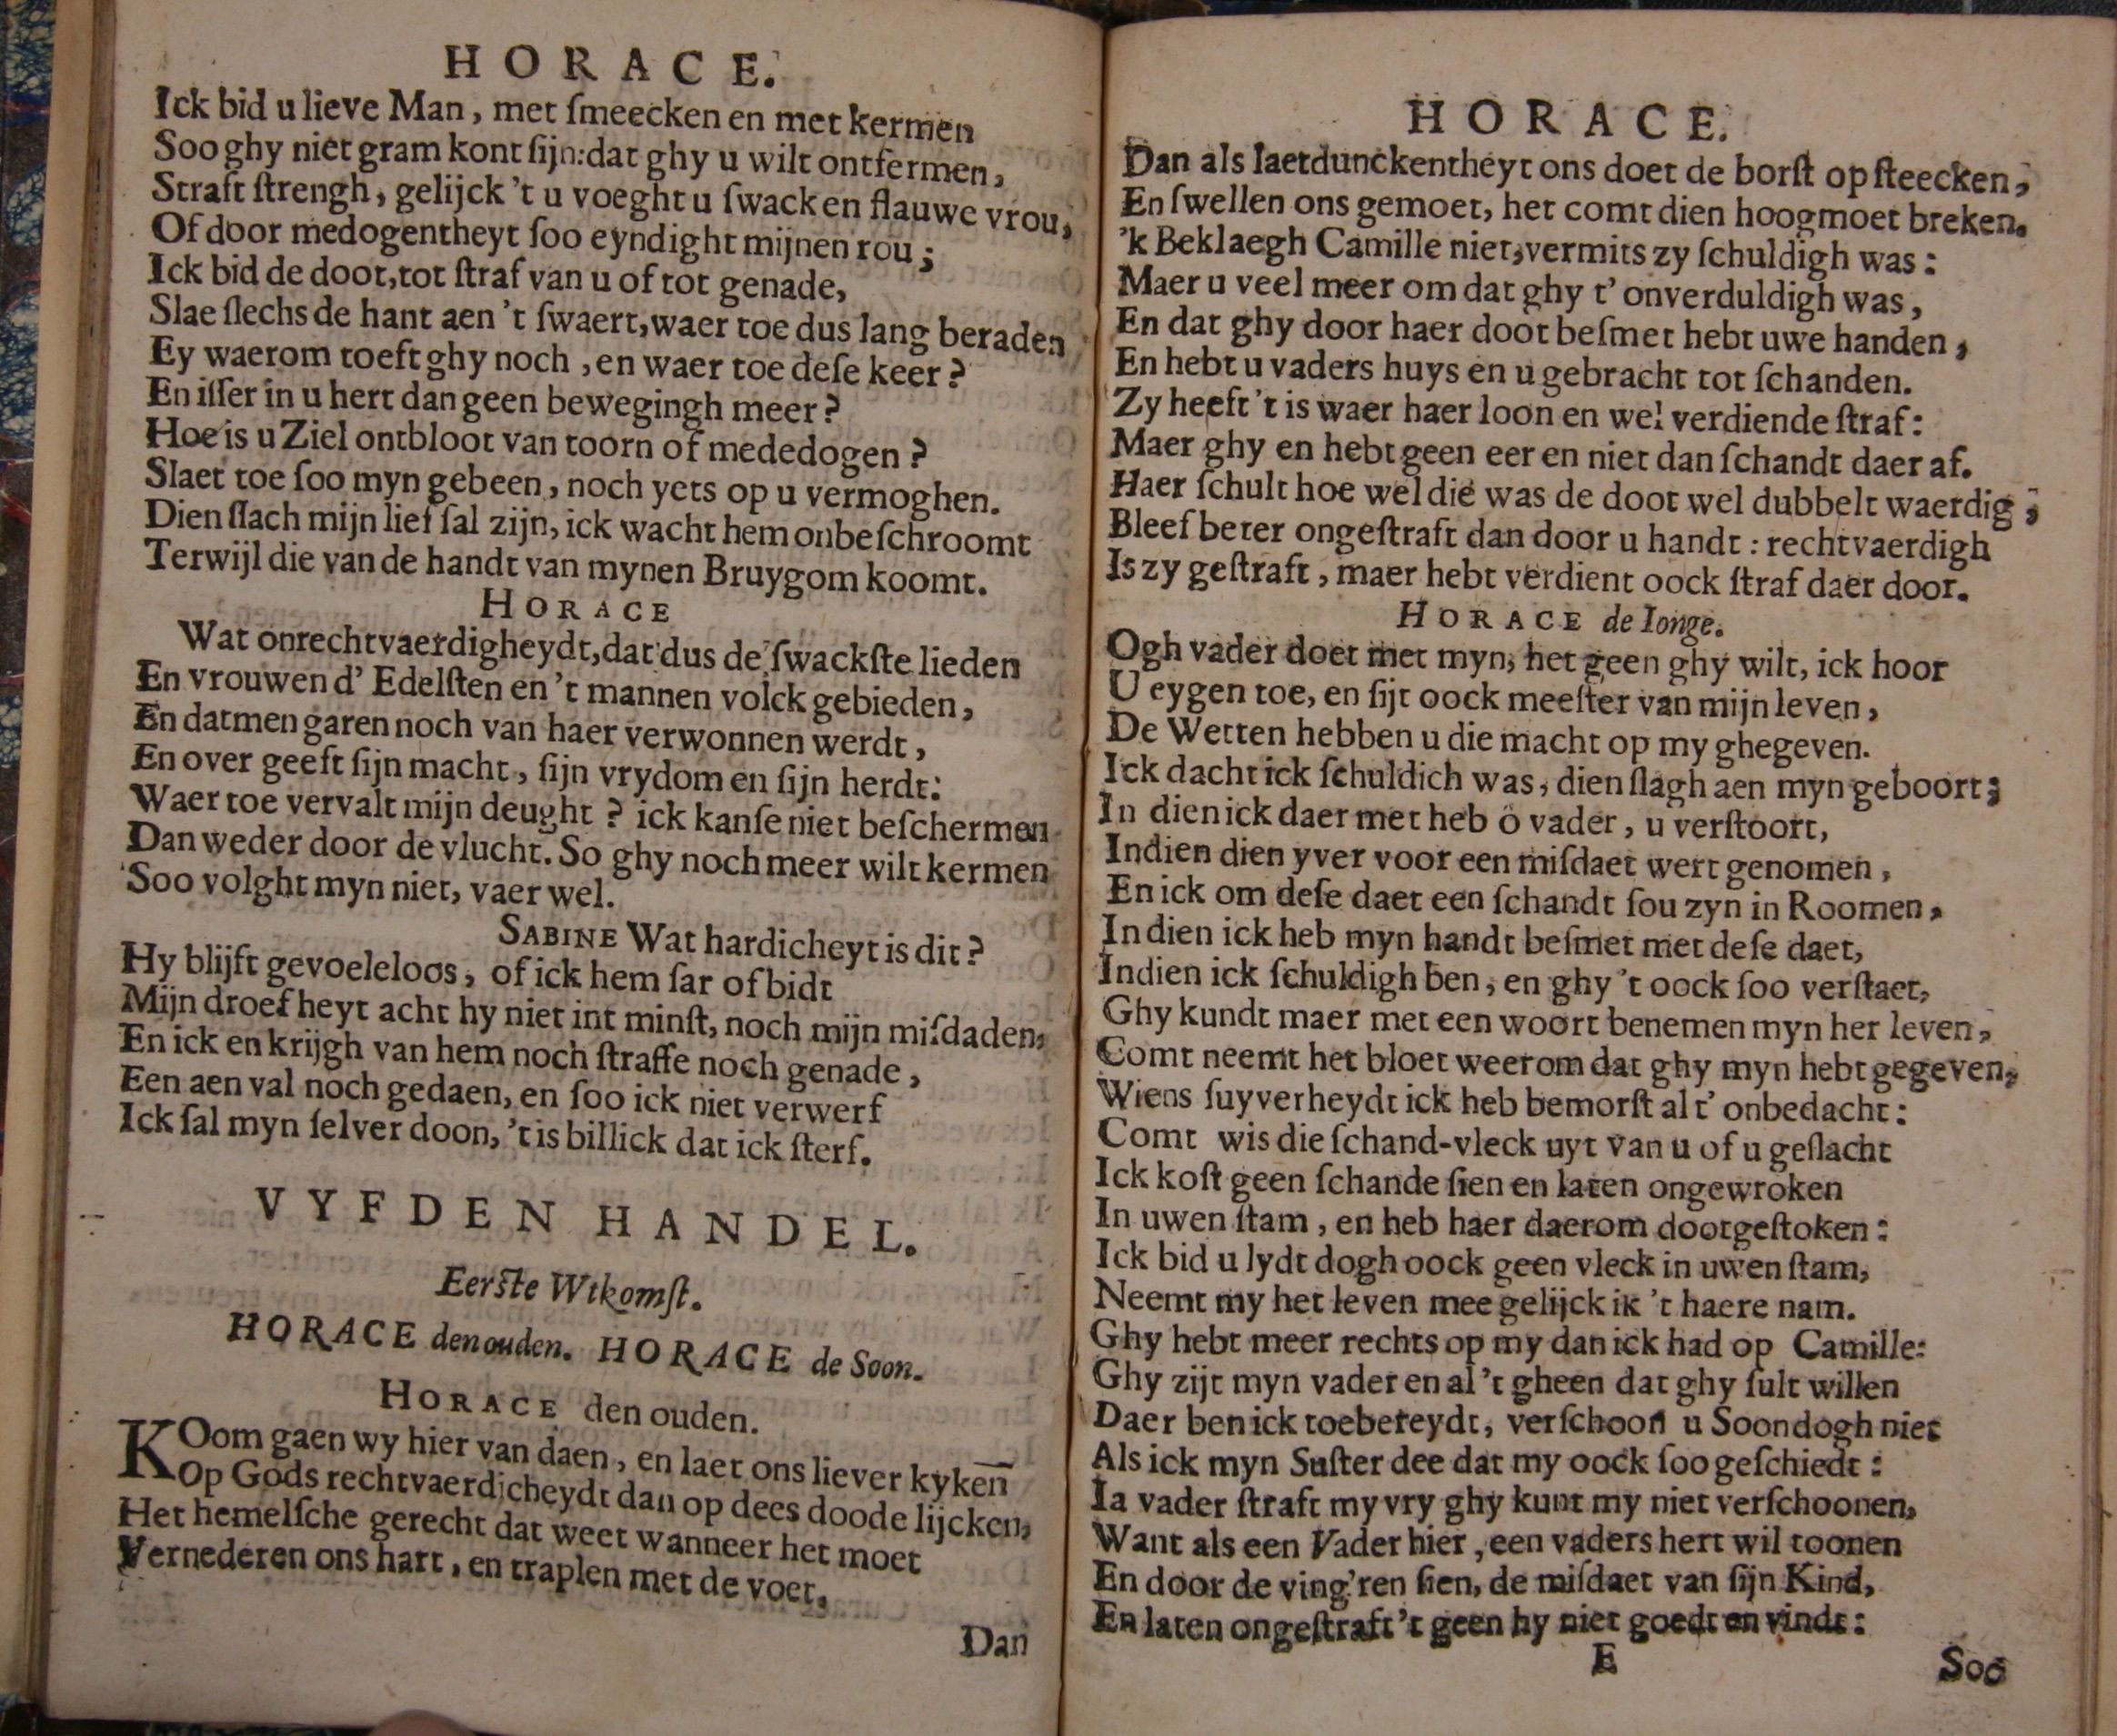 HORACE.
Ick bid u lieve Man, met ſmeecken en met kermen
Soo ghy niet gram kont ſijn: dat ghy u wilt ontfermen,
Straft ſtrengh, gelijck 't u voeght u ſwack en flauwe vrou,
Of door medogentheyt ſoo eyndight mijnen rou;
Ick bid de doot, tot ſtraf van u of tot genade,
Slae ſlechs de hant aen 't ſwaert, waer toe dus lang beraden
Ey waerom toeft ghy noch, en waer toe deſe keer?
En iſſer in u hert dan geen bewegingh meer?
Hoe is u Ziel ontbloot van toorn of mededogen?
Slaet toe ſoo myn gebeen, noch yets op u vermoghen.
Dien ſlach mijn lief ſal zijn, ick wacht hem onbeſchroomt
Terwijl die van de handt van mynen Bruygom koomt.
HORACE
Wat onrechtvaerdigheydt, dat dus de ſwackſte lieden
En vrouwen d' Edelſten en 't mannen volck gebieden,
En datmen garen noch van haer verwonnen werdt,
En over geeft ſijn macht, ſijn vrydom en ſijn herdt:
Waer toe vervalt mijn deught? ick kanſe niet beſchermen
Dan weder door de vlucht. So ghy noch meer wilt kermen
Soo volght myn niet, vaer wel.
SABINE Wat hardicheyt is dit?
Hy blijft gevoeleloos, of ick hem ſar of bidt
Mijn droefheyt acht hy niet int minſt, noch mijn miſdaden,
En ick en krijgh van hem noch ſtraffe noch genade,
Een aen val noch gedaen, en ſoo ick niet verwerf
Ick ſal myn ſelver doon, 't is billick dat ick ſterf.
VYFDEN HANDEL.
Eerſte Wtkomſt.
HORACE den ouden. HORACE de Soon.
HORACE den ouden.
KOom gaen wy hier van daen, en laet ons liever kyken
Op Gods rechtvaerdicheydt dan op dees doode lijcken,
Het hemelſche gerecht dat weet wanneer het moet
Vernederen ons hart, en traplen met de voet,
Dan
HORACE.
Dan als laetdunckentheyt ons doet de borſt op ſteecken,
En ſwellen ons gemoet, het comt dien hoogmoet breken.
'k Beklaegh Camille niet, vermits zy ſchuldigh was:
Maer u veel meer om dat ghy t' onverduldigh was,
En dat ghy door haer doot beſmet hebt uwe handen,
En hebt u vaders huys en u gebracht tot ſchanden.
Zy heeft 't is waer haer loon en wel verdiende ſtraf:
Maer ghy en hebt geen eer en niet dan ſchandt daer af.
Haer ſchult hoe wel die was de doot wel dubbelt waerdig,
Bleef beter ongeſtraft dan door u handt: rechtvaerdigh
Is zy geſtraft, maer hebt verdient oock ſtraf daer door.
HORACE de Ionge.
Ogh vader doet met myn, het geen ghy wilt, ick hoor
U eygen toe, en ſijt oock meeſter van mijn leven,
De Wetten hebben u die macht op my ghegeven.
Ick dacht ick ſchuldich was, dien ſlagh aen myn geboort;
In dien ick daer met heb ô vader, u verſtoort,
Indien dien yver voor een miſdaet wert genomen,
En ick om deſe daet een ſchandt ſou zyn in Roomen,
In dien ick heb myn handt beſmet met deſe daet,
Indien ick ſchuldigh ben, en ghy 't oock ſoo verſtaet,
Ghy kundt maer met een woort benemen myn her leven,
Comt neemt het bloet weerom dat ghy myn hebt gegeven,
Wiens ſuyverheydt ick heb bemorſt al t' onbedacht:
Comt wis die ſchand-vleck uyt van u of u geſlacht
Ick koſt geen ſchande ſien en laten ongewroken
In uwen ſtam, en heb haer daerom dootgeſtoken:
Ick bid u lydt dogh oock geen vleck in uwen ſtam,
Neemt my het leven mee gelijck ik 't haere nam.
Ghy hebt meer rechts op my dan ick had op Camille:
Ghy zijt myn vader en al 't gheen dat ghy ſult willen
Daer ben ick toebereydt, verſchoon u Soon dogh niet
Als ick myn Suſter dee dat my oock ſoo geſchiedt:
Ia vader ſtraft my vry ghy kunt my niet verſchoonen,
Want als een Vader hier, een vaders hert wil toonen
En door de ving'ren ſien, de miſdaet van ſijn Kind,
En laten ongeſtraft 't geen hy niet goedt en vindt:
E
Soo